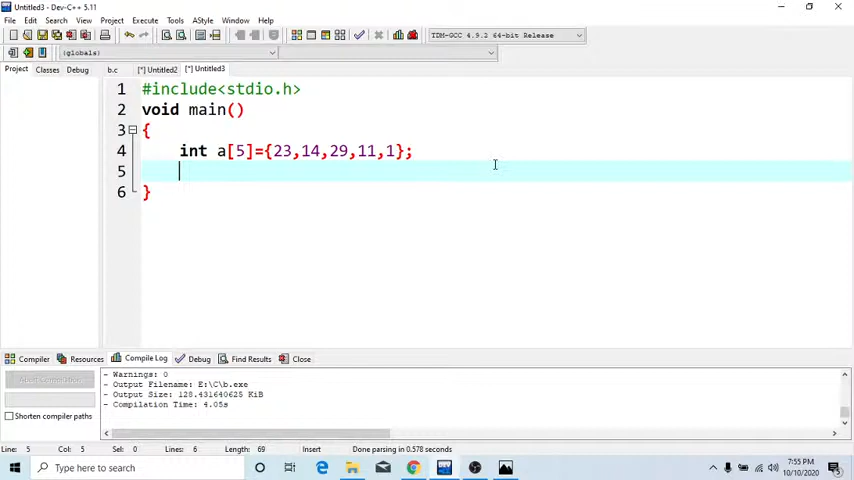 Untitled3 - Dev-C++ 5.11
File Edit Search View Project Execute Tools AStyle Window Help
TDM-GCC 4.9.2 64-bit Release
(globals)
Project Classes Debug b.c [*] Untitled2 [*] Untitled3
1 #include<stdio.h>
2 void main()
3 {
4 int a[5]={23,14,29,11,1};
5
6 }
Compiler Resources Compile Log Debug Find Results Close
Abort Compilation
Shorten compiler paths
- Warnings: 0
- Output Filename: E:\C\b.exe
- Output Size: 128.431640625 KiB
- Compilation Time: 4.05s
Line: 5 Col: 5 Sel: 0 Lines: 6 Length: 69 Insert Done parsing in 0.578 seconds
Type here to search
7:55 PM
10/10/2020
5